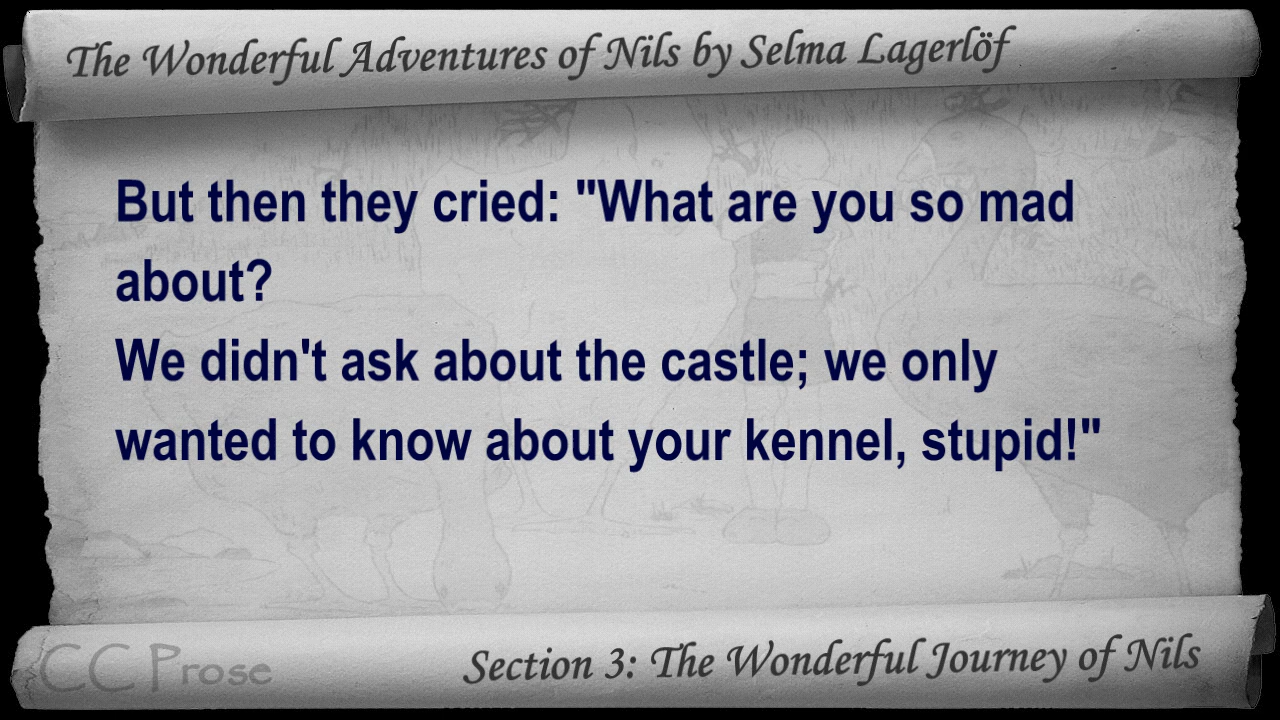 The Wonderful Adventures of Nils by Selma Lagerlöf
But then they cried: "What are you so mad
about?
We didn't ask about the castle; we only
wanted to know about your kennel, stupid!"
CC Prose
Section 3: The Wonderful Journey of Nils